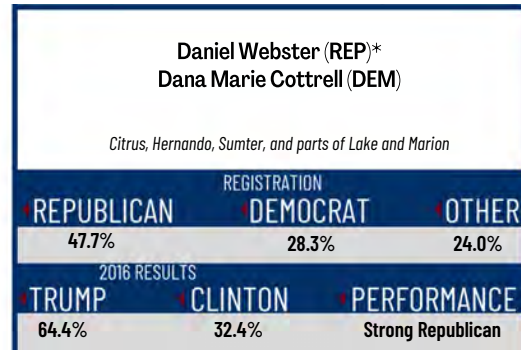 Daniel Webster (REP)*
Dana Marie Cottrell (DEM)
Citrus, Hernando, Sumter, and parts of Lake and Marion
REGISTRATION
REPUBLICAN DEMOCRAT OTHER
47.7% 28.3% 24.0%
2016 RESULTS
TRUMP CLINTON PERFORMANCE
64.4% 32.4% Strong Republican